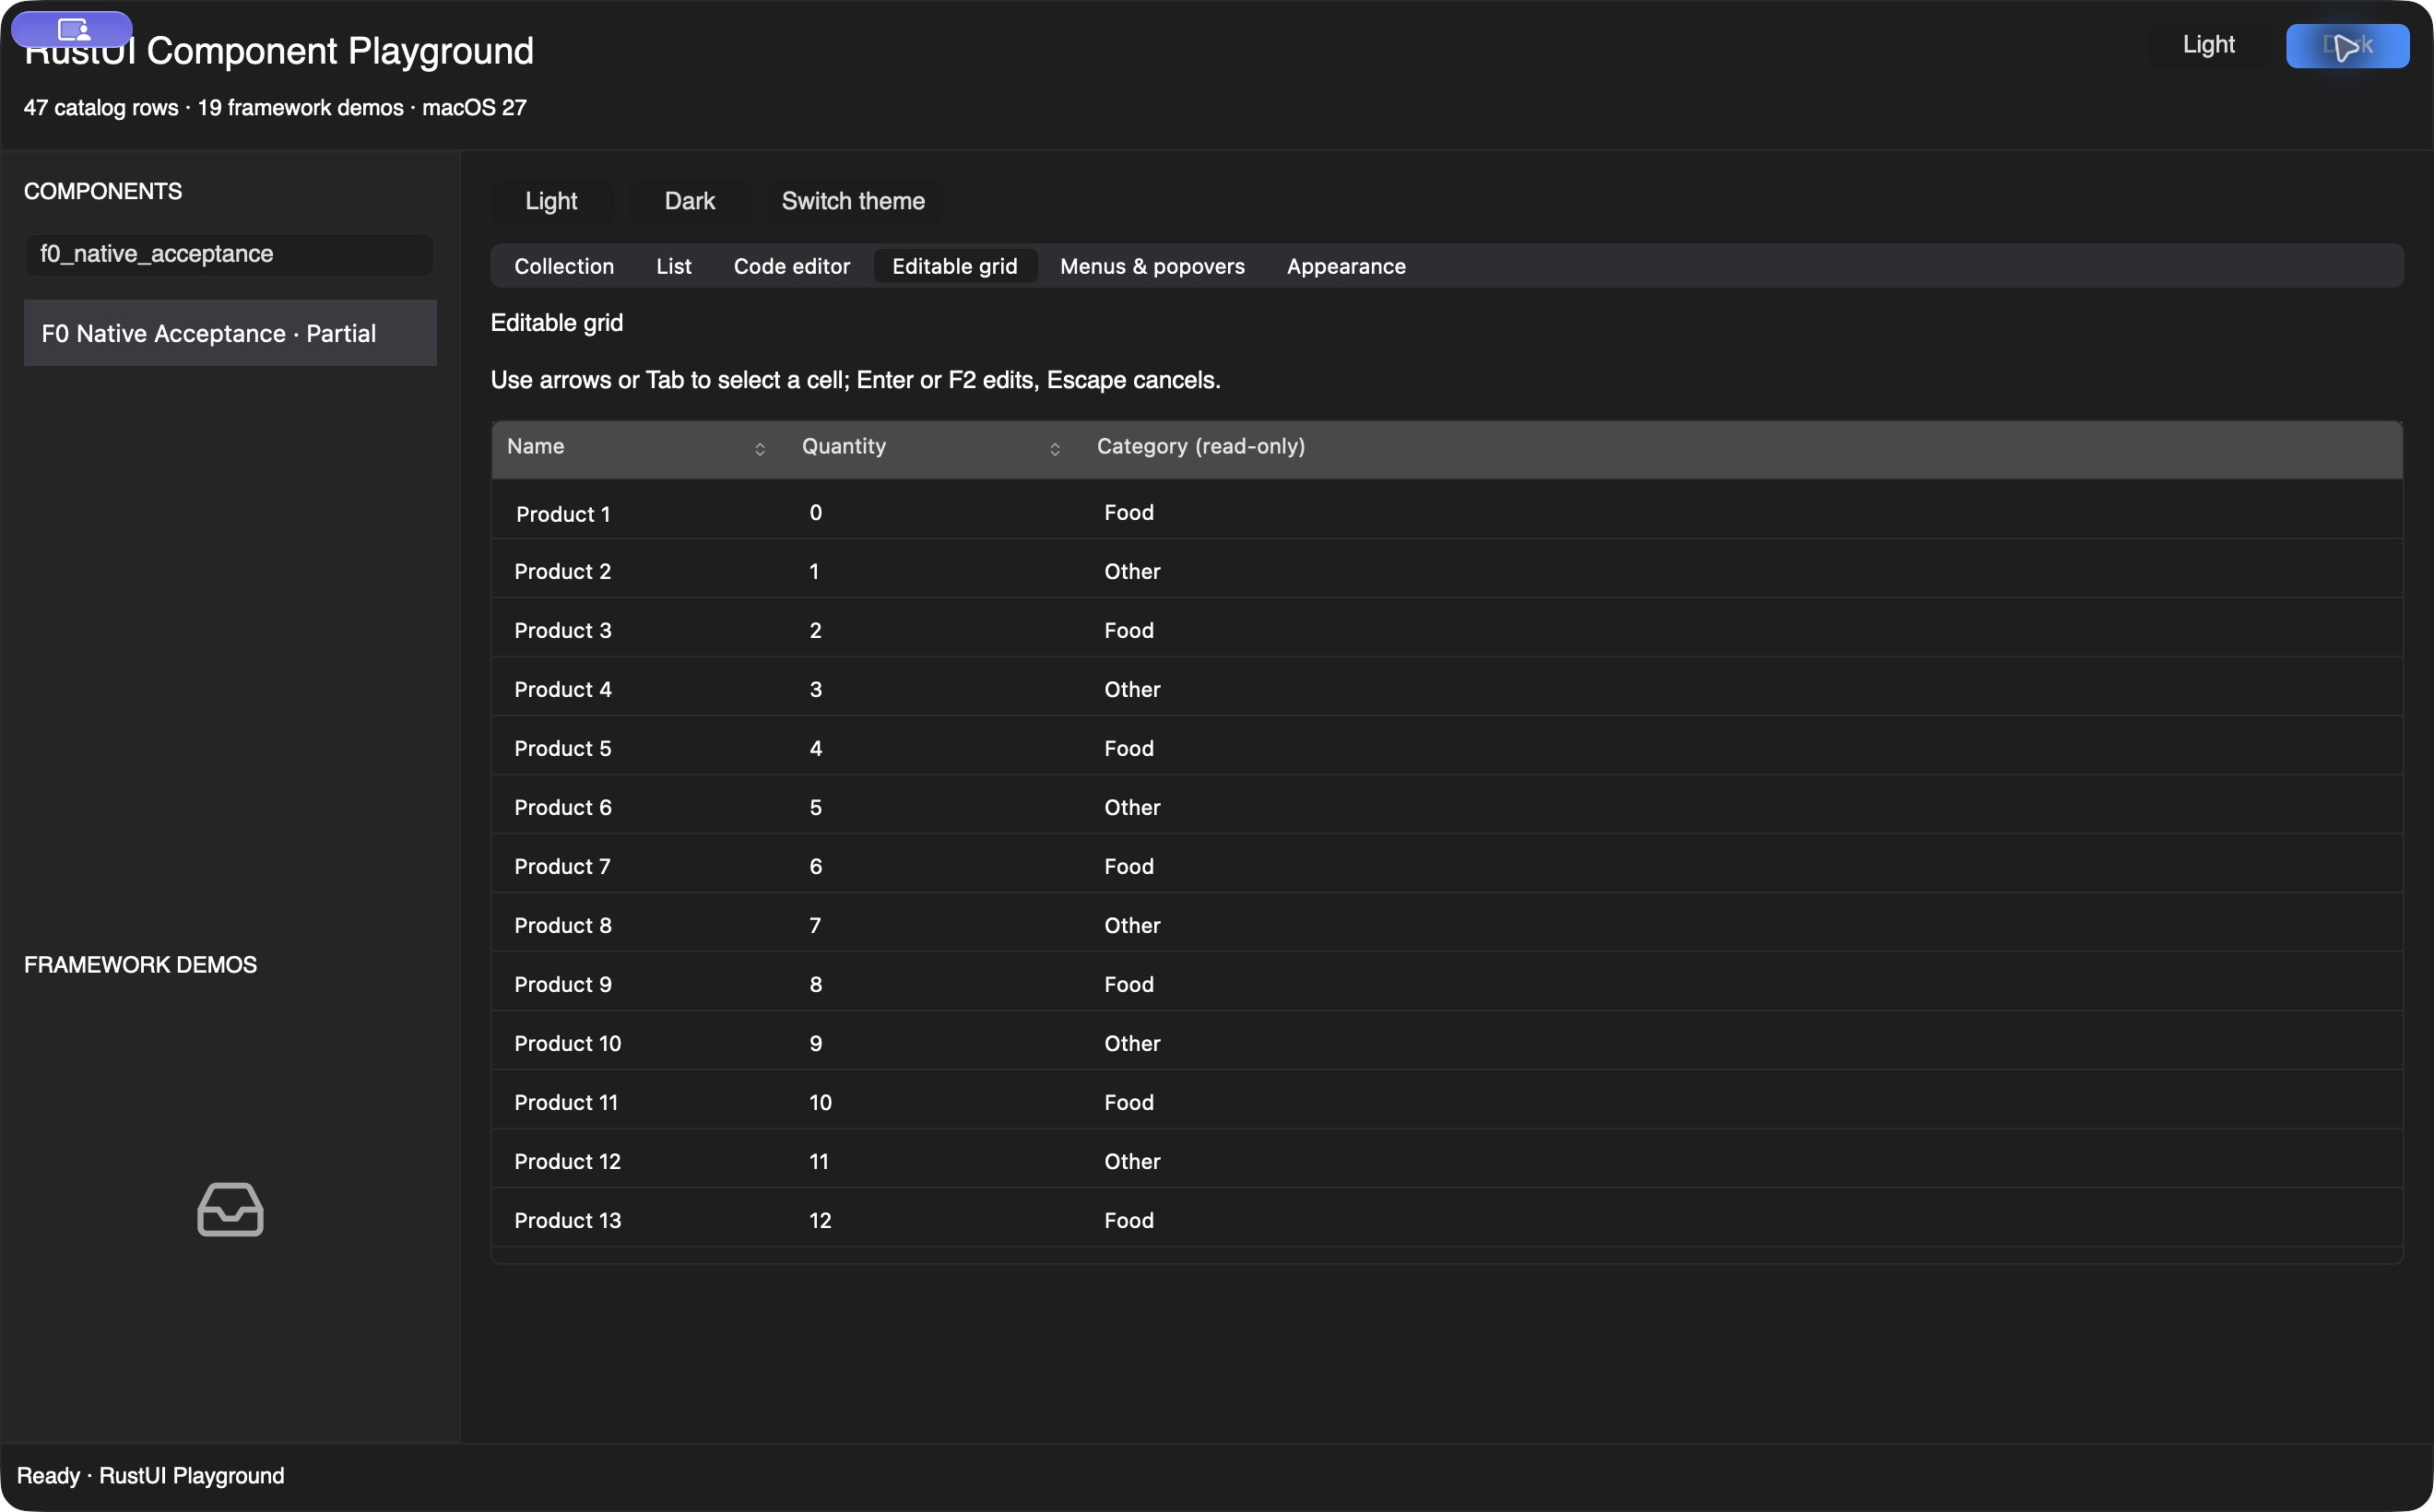 RustUI Component Playground
Light
47 catalog rows · 19 framework demos · macOS 27
COMPONENTS
f0_native_acceptance
F0 Native Acceptance · Partial
FRAMEWORK DEMOS
Light Dark Switch theme
Collection List Code editor Editable grid Menus & popovers Appearance
Editable grid
Use arrows or Tab to select a cell; Enter or F2 edits, Escape cancels.
Name Quantity Category (read-only)
Product 1 0 Food
Product 2 1 Other
Product 3 2 Food
Product 4 3 Other
Product 5 4 Food
Product 6 5 Other
Product 7 6 Food
Product 8 7 Other
Product 9 8 Food
Product 10 9 Other
Product 11 10 Food
Product 12 11 Other
Product 13 12 Food
Ready · RustUI Playground